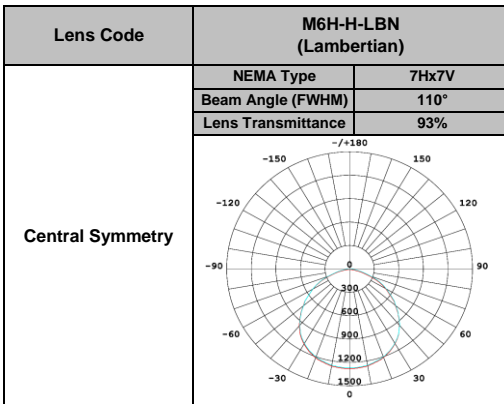 Lens Code
M6H-H-LBN
(Lambertian)
NEMA Type 7Hx7V
Beam Angle (FWHM) 110°
Lens Transmittance 93%
Central Symmetry
-/+180
-150 150
-120 120
-90 0 90
300
-60 600 60
900
1200
-30 1500 30
0